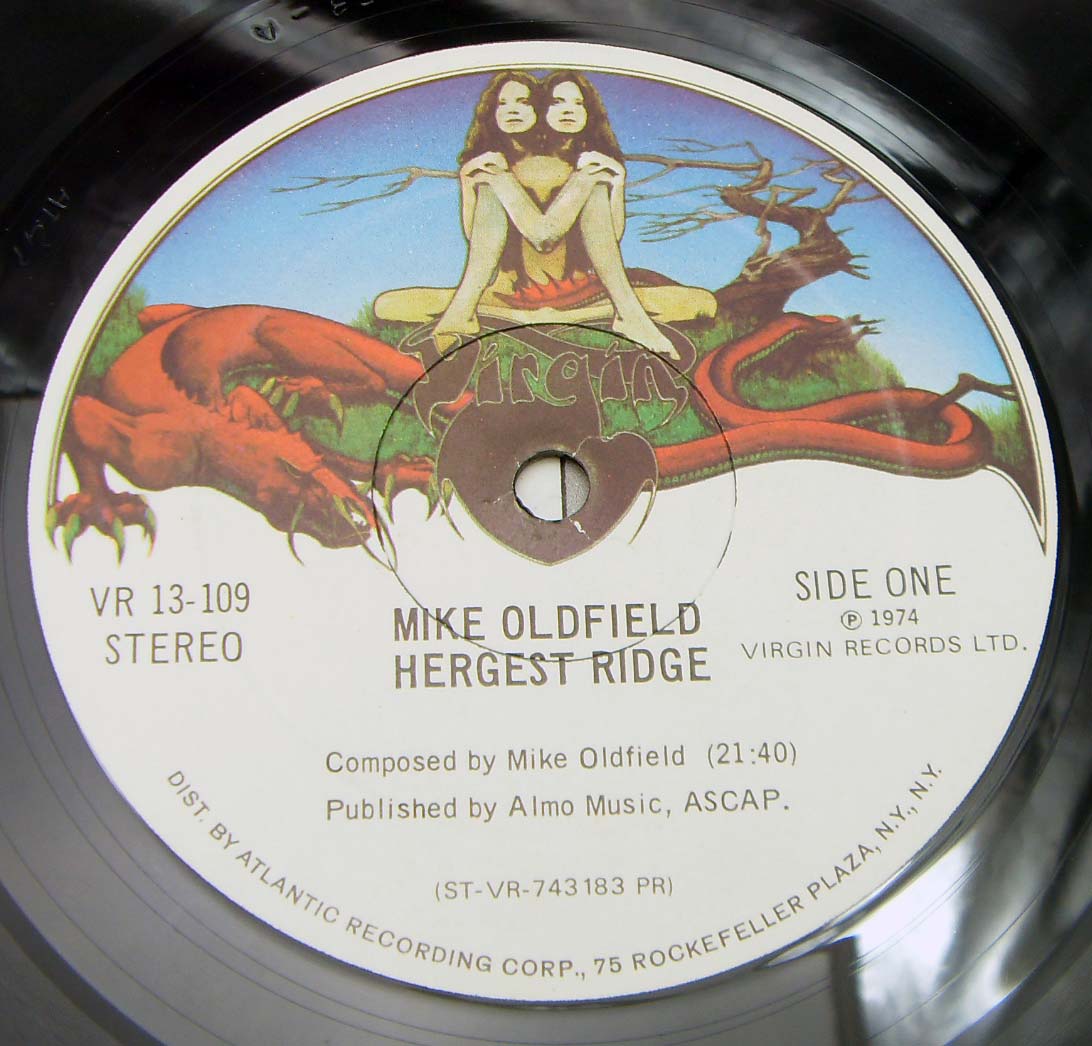 Virgin
VR 13-109
STEREO
SIDE ONE
℗ 1974
VIRGIN RECORDS LTD.
MIKE OLDFIELD
HERGEST RIDGE
Composed by Mike Oldfield (21:40)
Published by Almo Music, ASCAP.
(ST-VR-743183 PR)
DIST. BY ATLANTIC RECORDING CORP., 75 ROCKEFELLER PLAZA, N.Y., N.Y.